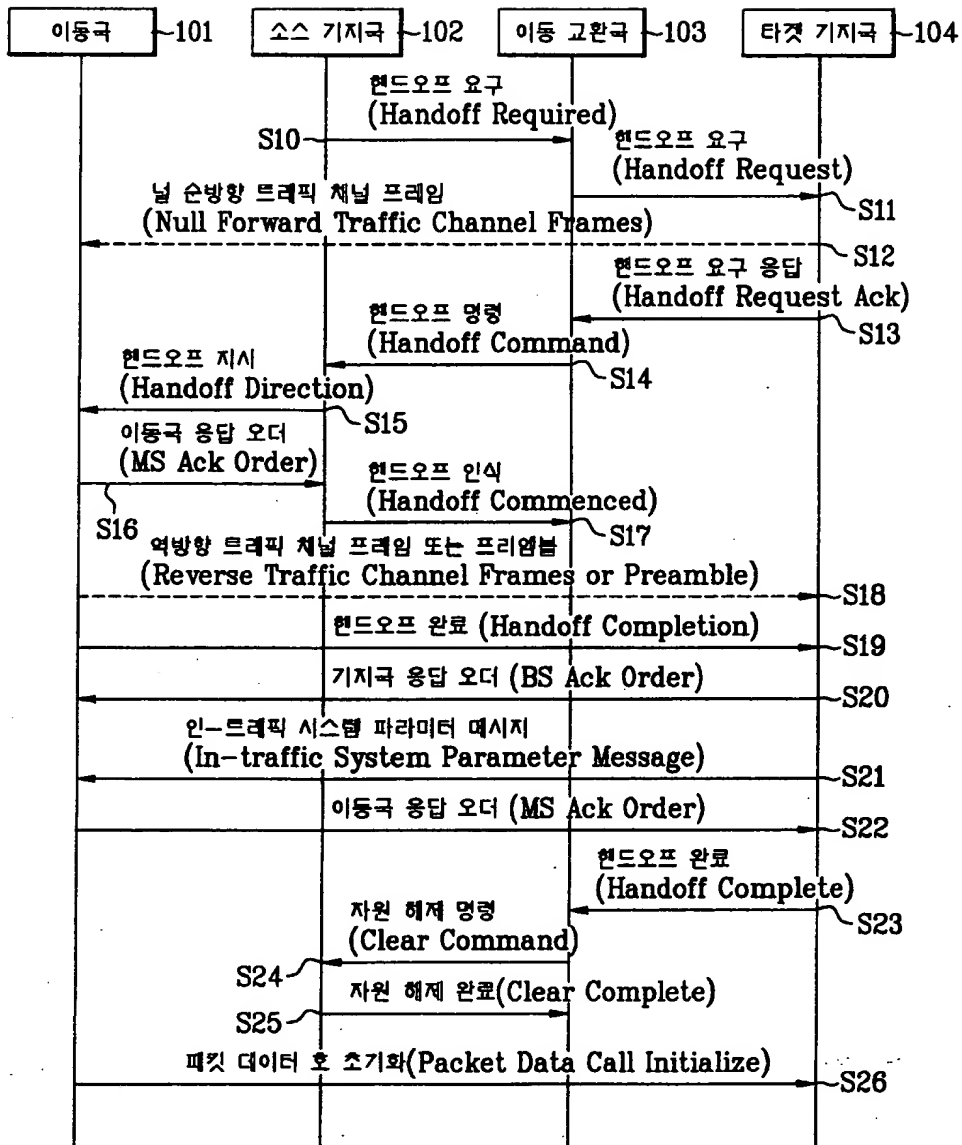 이동국
101
소스 기지국
102
이동 교환국
103
타겟 기지국
104
핸드오프 요구
(Handoff Required)
S10
핸드오프 요구
(Handoff Request)
S11
널 순방향 트래픽 채널 프레임
(Null Forward Traffic Channel Frames)
S12
핸드오프 요구 응답
(Handoff Request Ack)
S13
핸드오프 명령
(Handoff Command)
S14
핸드오프 지시
(Handoff Direction)
S15
이동국 응답 오더
(MS Ack Order)
S16
핸드오프 인식
(Handoff Commenced)
S17
역방향 트래픽 채널 프레임 또는 프리엠블
(Reverse Traffic Channel Frames or Preamble)
S18
핸드오프 완료 (Handoff Completion)
S19
기지국 응답 오더 (BS Ack Order)
S20
인-트래픽 시스템 파라미터 메시지
(In-traffic System Parameter Message)
S21
이동국 응답 오더 (MS Ack Order)
S22
핸드오프 완료
(Handoff Complete)
S23
자원 해제 명령
(Clear Command)
S24
자원 해제 완료(Clear Complete)
S25
패킷 데이터 호 초기화(Packet Data Call Initialize)
S26